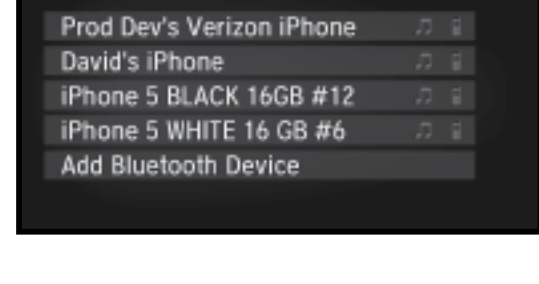 Prod Dev's Verizon iPhone
David's iPhone
iPhone 5 BLACK 16GB #12
iPhone 5 WHITE 16 GB #6
Add Bluetooth Device